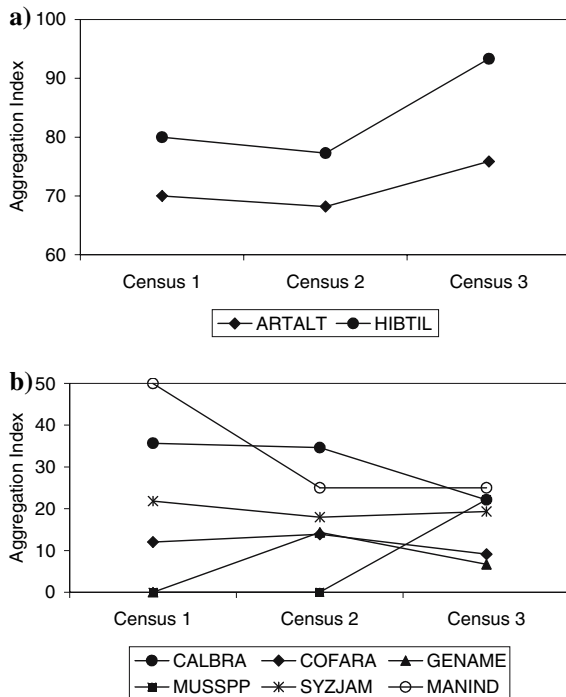 a)
100
90
80
70
60
Aggregation Index
Census 1 Census 2 Census 3
ARTALT HIBTIL
b)
50
40
30
20
10
0
Aggregation Index
Census 1 Census 2 Census 3
CALBRA COFARA GENAME
MUSSPP SYZJAM MANIND